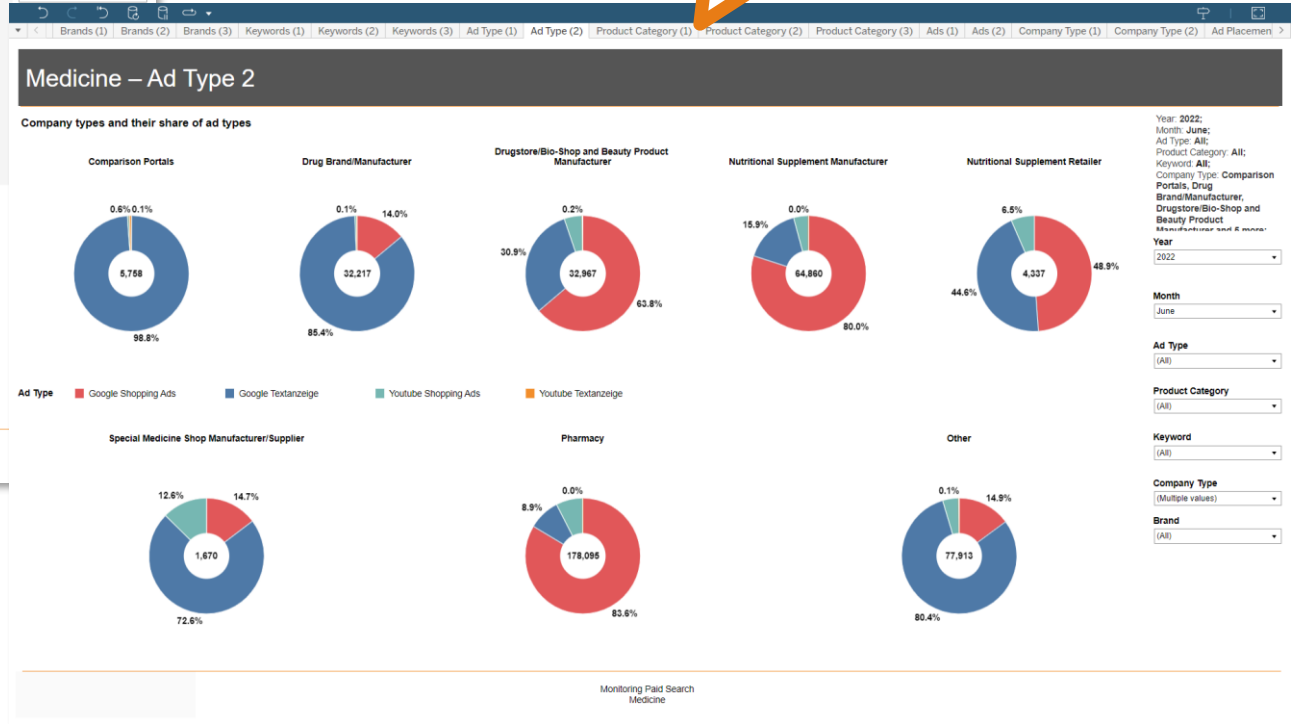 Brands (1) Brands (2) Brands (3) Keywords (1) Keywords (2) Keywords (3) Ad Type (1) Ad Type (2) Product Category (1) Product Category (2) Product Category (3) Ads (1) Ads (2) Company Type (1) Company Type (2) Ad Placemen
Medicine – Ad Type 2
Company types and their share of ad types
Comparison Portals
0.6% 0.1%
5,758
98.8%
Drug Brand/Manufacturer
0.1%
14.0%
32,217
85.4%
Drugstore/Bio-Shop and Beauty Product
Manufacturer
0.2%
30.9%
32,967
63.8%
Nutritional Supplement Manufacturer
0.0%
15.9%
64,860
80.0%
Nutritional Supplement Retailer
6.5%
48.9%
4,337
44.6%
Ad Type
Google Shopping Ads
Google Textanzeige
Youtube Shopping Ads
Youtube Textanzeige
Special Medicine Shop Manufacturer/Supplier
12.6%
14.7%
1,670
72.6%
Pharmacy
0.0%
8.9%
178,095
83.6%
Other
0.1%
14.9%
77,913
80.4%
Year: 2022;
Month: June;
Ad Type: All;
Product Category: All;
Keyword: All;
Company Type: Comparison
Portals, Drug
Brand/Manufacturer,
Drugstore/Bio-Shop and
Beauty Product
Manufacturer and 5 more;
Year
2022
Month
June
Ad Type
(All)
Product Category
(All)
Keyword
(All)
Company Type
(Multiple values)
Brand
(All)
Monitoring Paid Search
Medicine